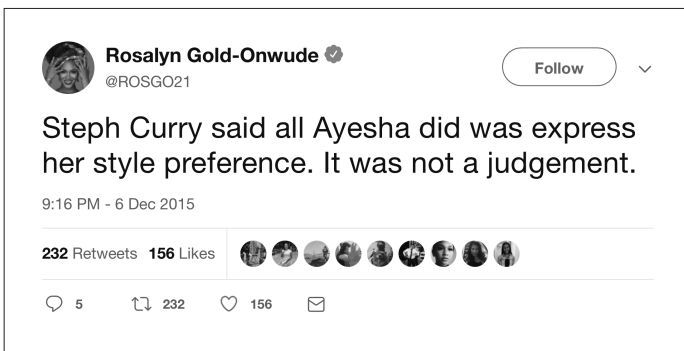 Rosalyn Gold-Onwude
@ROSGO21
Follow
Steph Curry said all Ayesha did was express
her style preference. It was not a judgement.
9:16 PM - 6 Dec 2015
232 Retweets 156 Likes
5 232 156